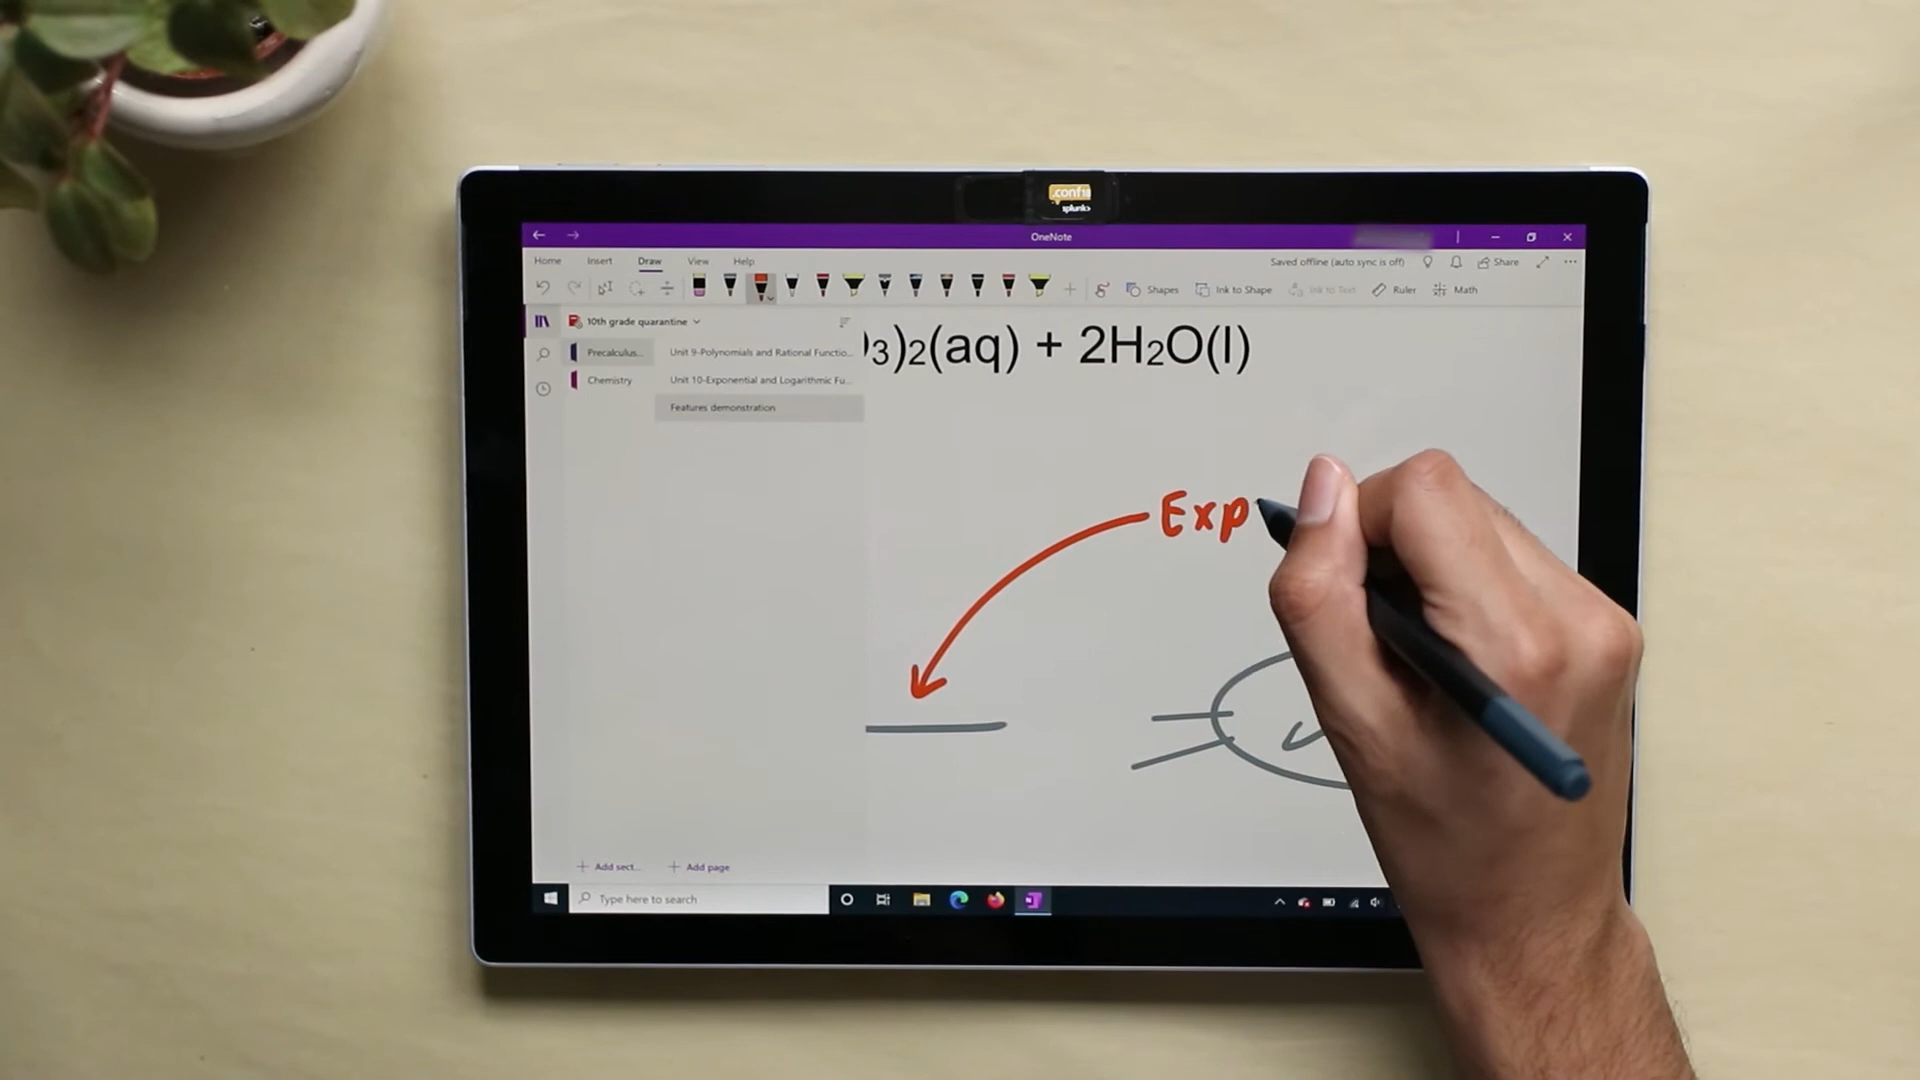 .conf18
splunk>
OneNote
Home Insert Draw View Help
Saved offline (auto sync is off) Share
Shapes Ink to Shape Ink to Text Ruler Math
10th grade quarantine
Precalculus... Unit 9-Polynomials and Rational Functio...
Chemistry Unit 10-Exponential and Logarithmic Fu...
Features demonstration
3)2(aq) + 2H2O(l)
Exp
Add sect... Add page
Type here to search